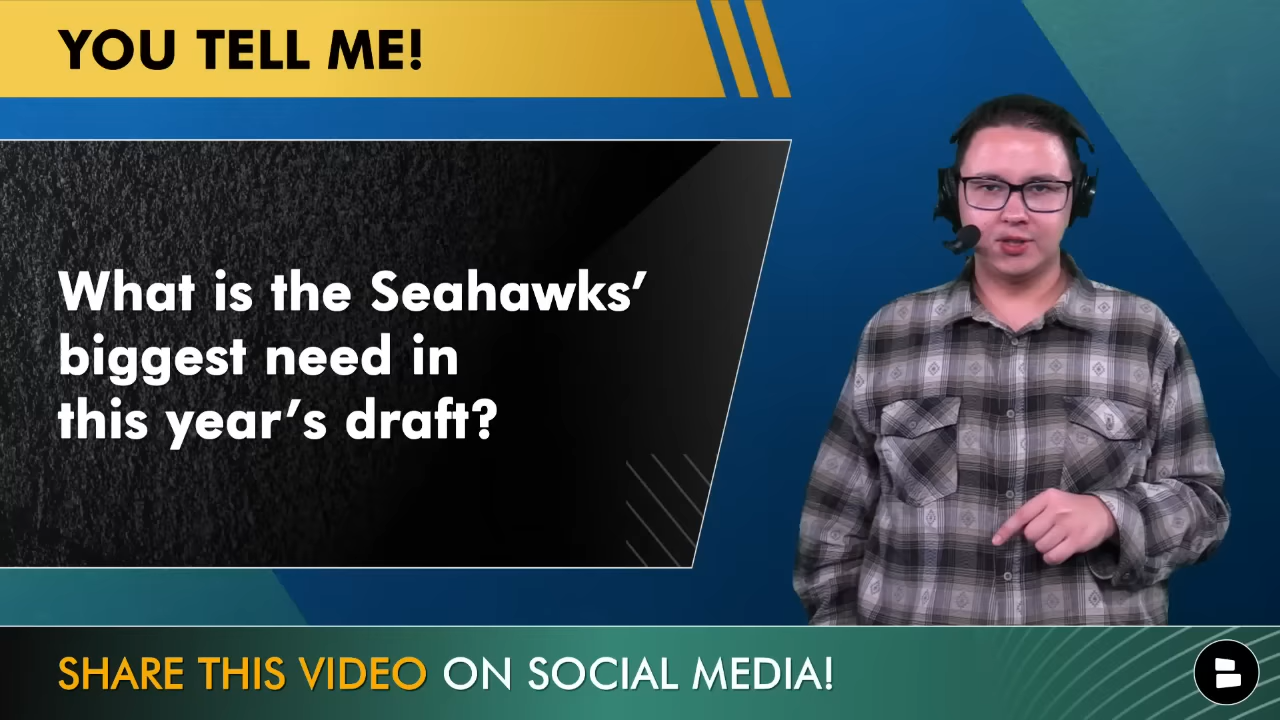 YOU TELL ME!
What is the Seahawks’
biggest need in
this year’s draft?
SHARE THIS VIDEO ON SOCIAL MEDIA!